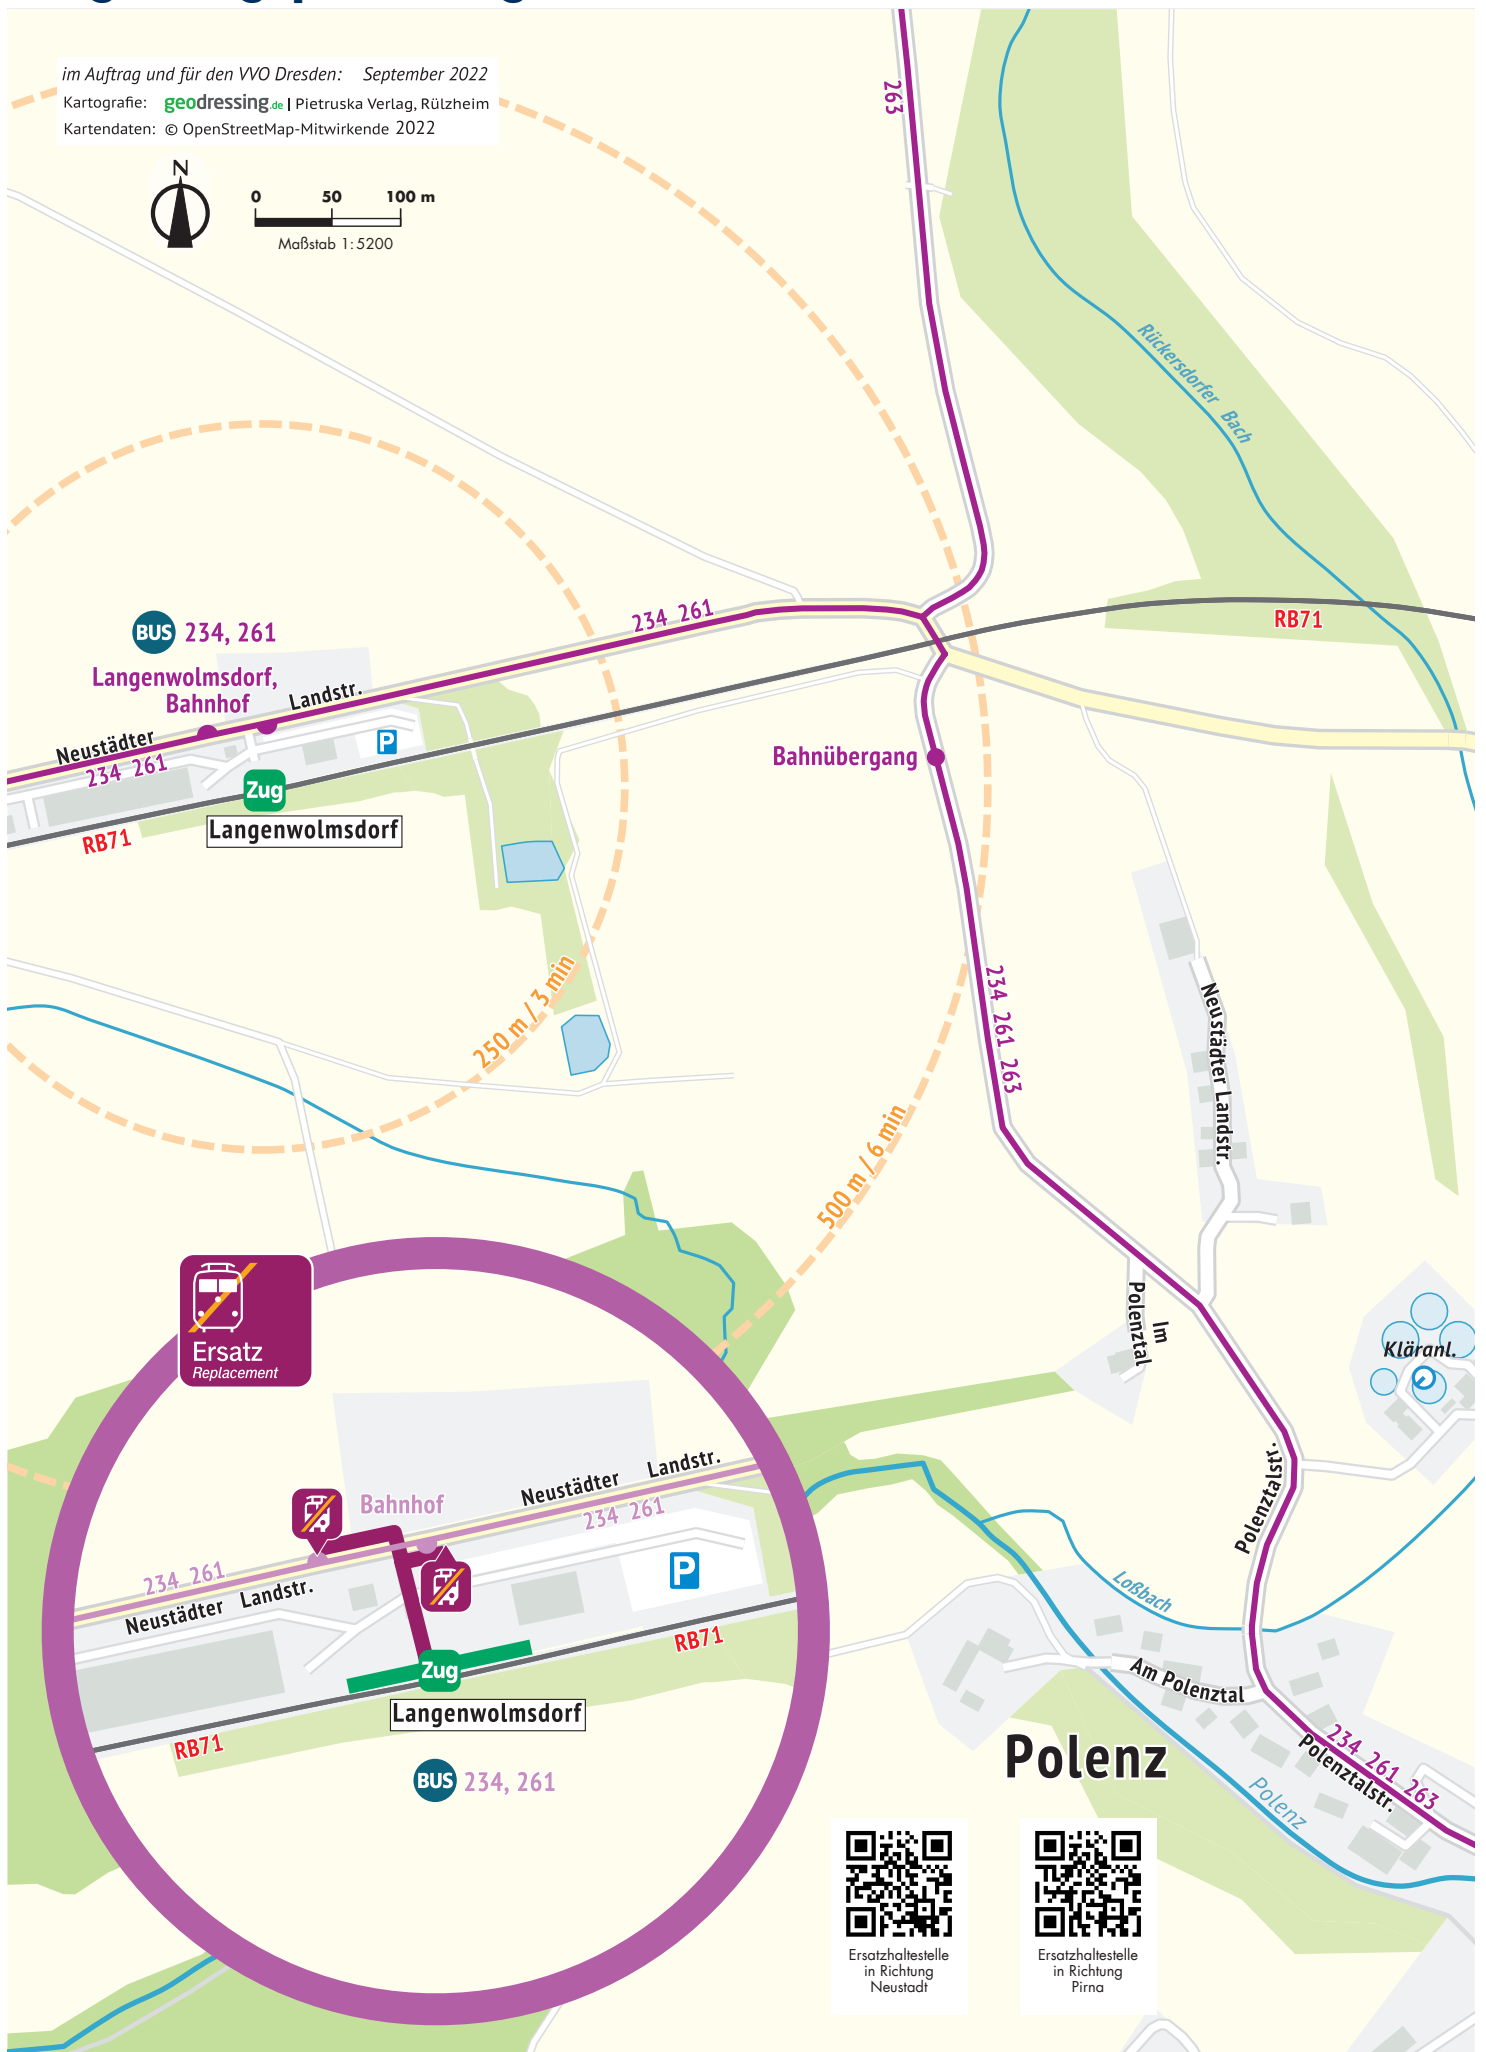 im Auftrag und für den VVO Dresden: September 2022
Kartografie: geodressing.de | Pietruska Verlag, Rülzheim
Kartendaten: © OpenStreetMap-Mitwirkende 2022
N
0 50 100 m
Maßstab 1:5200
263
Rückersdorfer Bach
RB71
234 261
BUS 234, 261
Langenwolmsdorf,
Bahnhof
Neustädter Landstr.
234 261
P
Zug
Langenwolmsdorf
RB71
Bahnübergang
250 m / 3 min
500 m / 6 min
234 261 263
Neustädter Landstr.
Im
Polenztal
Kläranl.
Polenztalstr.
Ersatz
Replacement
Bahnhof
Neustädter Landstr.
234 261
234 261
Neustädter Landstr.
P
Zug
RB71
Langenwolmsdorf
RB71
BUS 234, 261
Loßbach
Am Polenztal
Polenz
234 261 263
Polenztalstr.
Polenz
Ersatzhaltestelle
in Richtung
Neustadt
Ersatzhaltestelle
in Richtung
Pirna